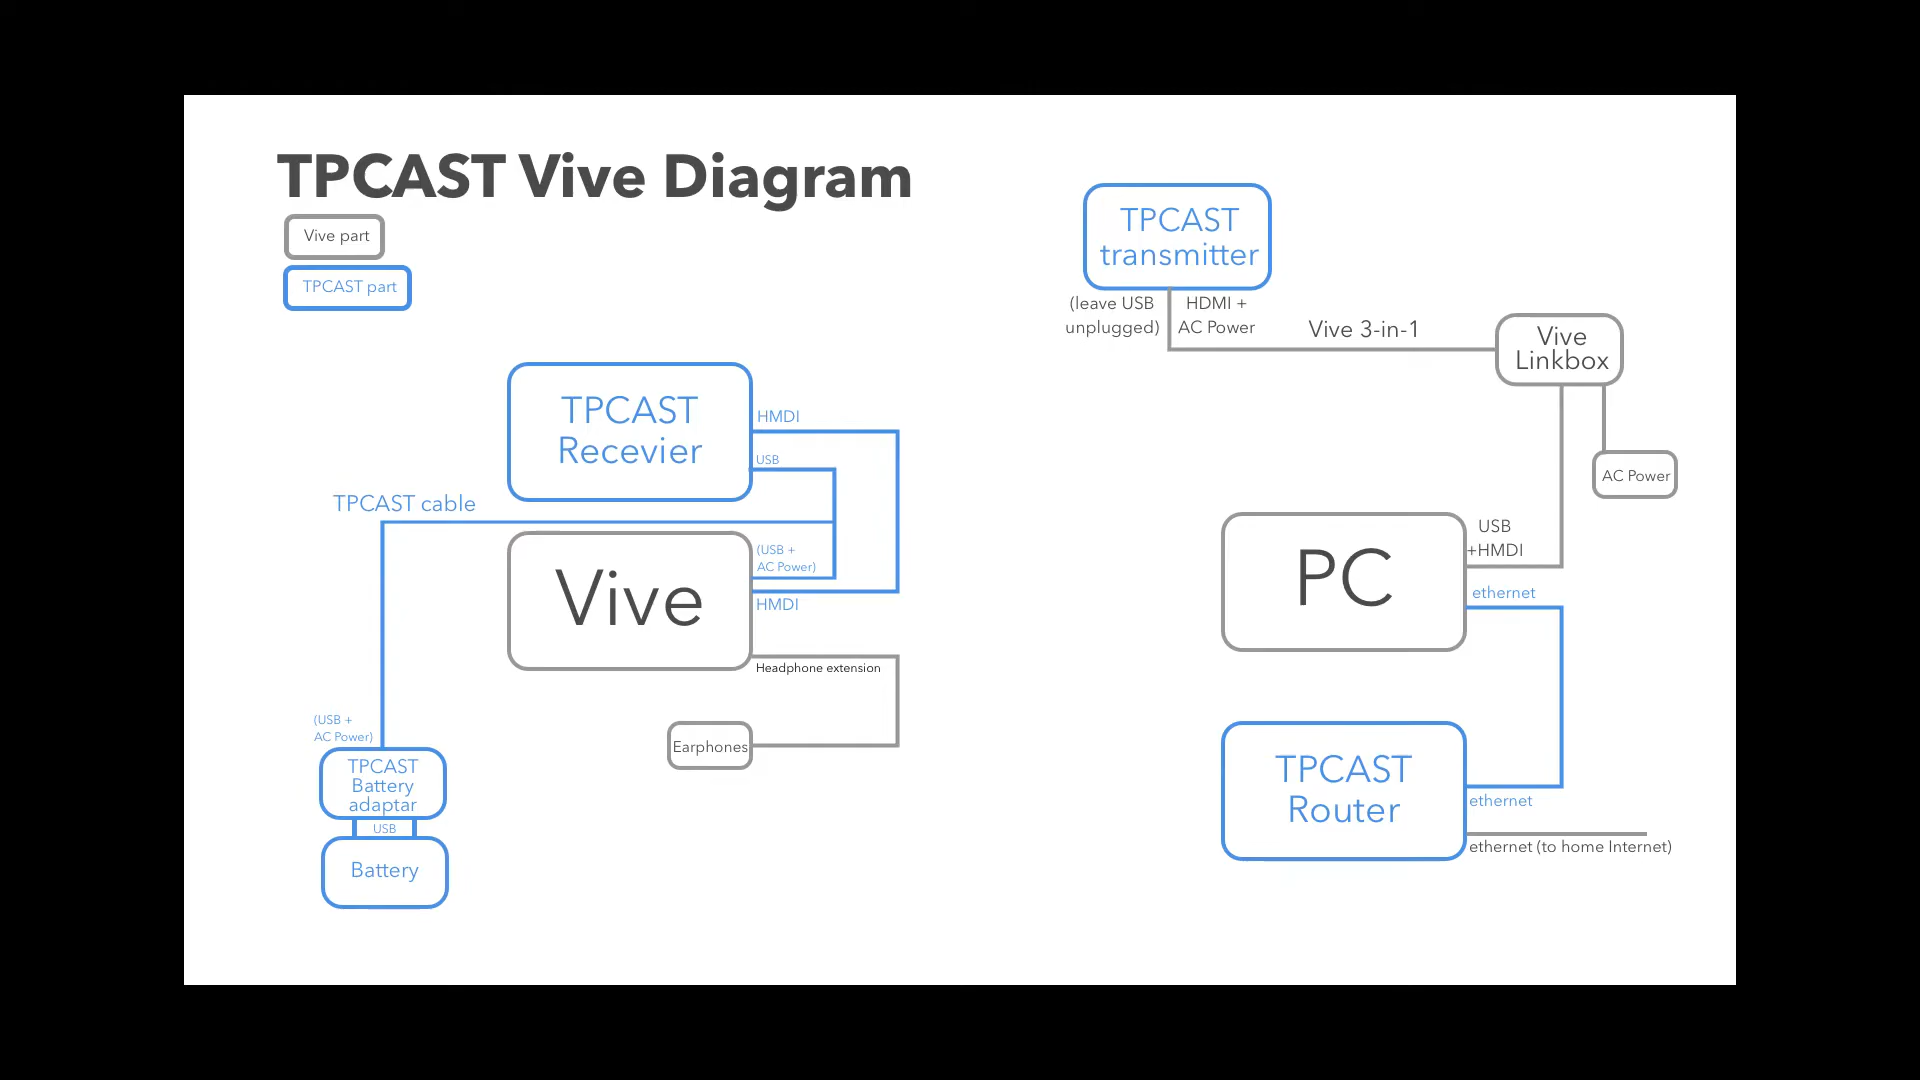 TPCAST Vive Diagram
Vive part
TPCAST part
TPCAST
transmitter
(leave USB
unplugged)
HDMI +
AC Power
Vive 3-in-1
Vive
Linkbox
AC Power
TPCAST
Recevier
HMDI
USB
TPCAST cable
Vive
(USB +
AC Power)
HMDI
Headphone extension
Earphones
(USB +
AC Power)
TPCAST
Battery
adaptar
USB
Battery
PC
USB
+HMDI
ethernet
TPCAST
Router
ethernet
ethernet (to home Internet)